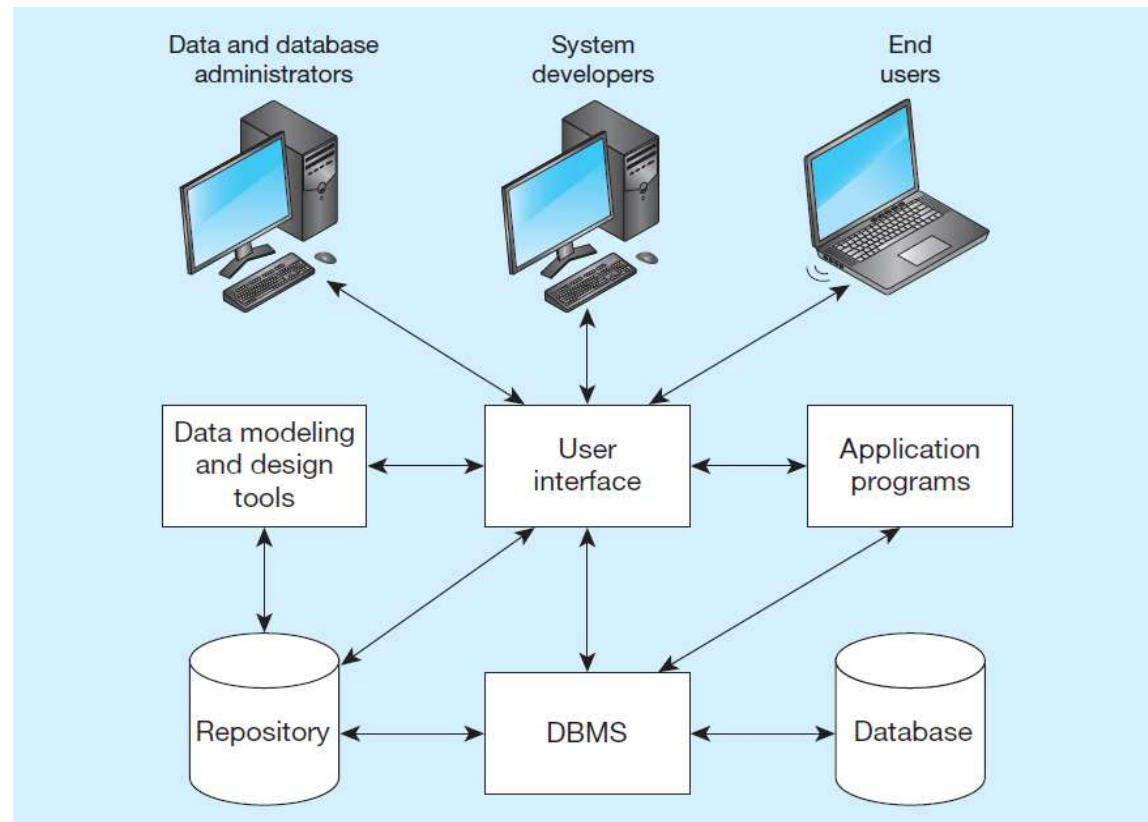 Data and database
administrators
System
developers
End
users
Data modeling
and design
tools
User
interface
Application
programs
Repository
DBMS
Database